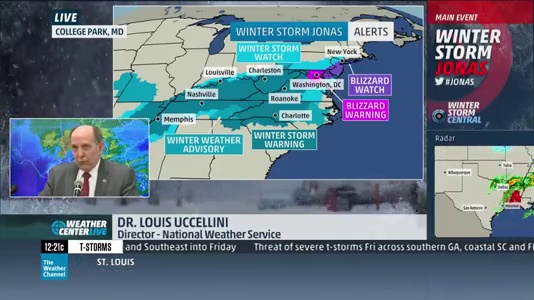 LIVE
COLLEGE PARK, MD
WINTER STORM JONAS
ALERTS
WINTER STORM
WATCH
New York
Louisville
Charleston
Washington, DC
BLIZZARD
WATCH
Nashville
Roanoke
BLIZZARD
WARNING
Memphis
Charlotte
WINTER WEATHER
ADVISORY
WINTER STORM
WARNING
MAIN EVENT
WINTER
STORM
JONAS
#JONAS
WINTER STORM
CENTRAL
Radar
Albuquerque
Tulsa
Dallas
San Antonio
Houston
WEATHER
CENTER LIVE
DR. LOUIS UCCELLINI
Director - National Weather Service
12:21c
T-STORMS
and Southeast into Friday
Threat of severe t-storms Fri across southern GA, coastal SC and F
The
Weather
Channel
ST. LOUIS